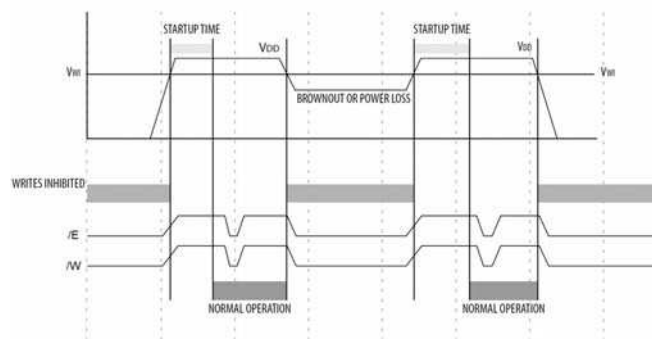 STARTUP TIME
STARTUP TIME
VDD
VDD
VWI
VWI
BROWNOUT OR POWER LOSS
WRITES INHIBITED
/E
/W
NORMAL OPERATION
NORMAL OPERATION